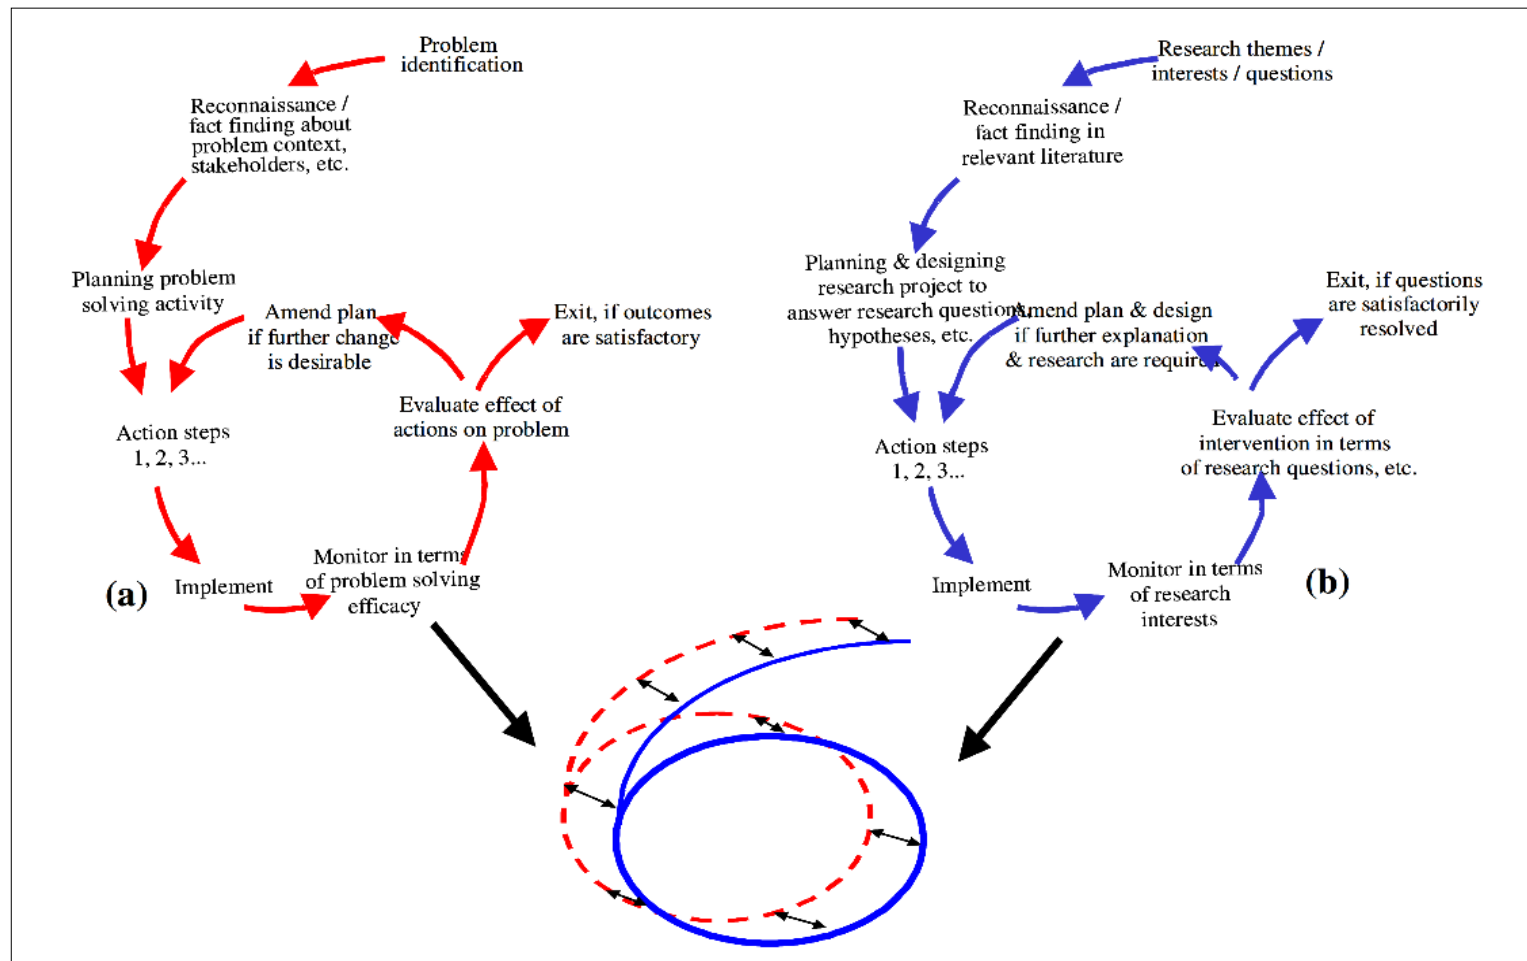 Problem
identification
Reconnaissance /
fact finding about
problem context,
stakeholders, etc.
Planning problem
solving activity
Amend plan
if further change
is desirable
Exit, if outcomes
are satisfactory
Evaluate effect of
actions on problem
Action steps
1, 2, 3...
Implement
Monitor in terms
of problem solving
efficacy
(a)
Research themes /
interests / questions
Reconnaissance /
fact finding in
relevant literature
Planning & designing
research project to
answer research questions,
hypotheses, etc.
Amend plan & design
if further explanation
& research are required
Exit, if questions
are satisfactorily
resolved
Evaluate effect of
intervention in terms
of research questions, etc.
Action steps
1, 2, 3...
Implement
Monitor in terms
of research
interests
(b)